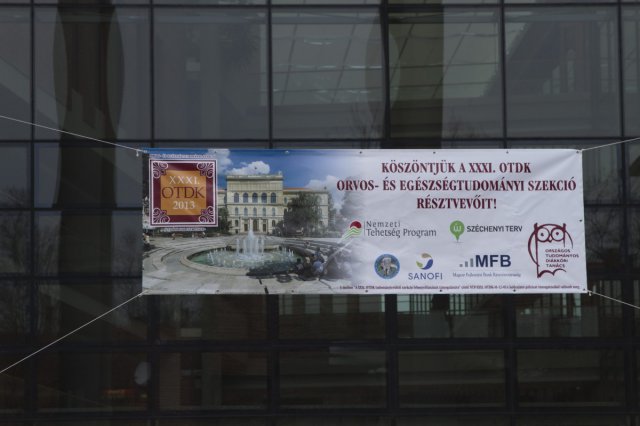 XXXI.
OTDK
2013
KÖSZÖNTJÜK A XXXI. OTDK
ORVOS- ÉS EGÉSZSÉGTUDOMÁNYI SZEKCIÓ
RÉSZTVEVŐIT!
Nemzeti
Tehetség Program
SZÉCHENYI TERV
SANOFI
MFB
Magyar Fejlesztési Bank Részvénytársaság
ORSZÁGOS
TUDOMÁNYOS
DIÁKKÖRI
TANÁCS